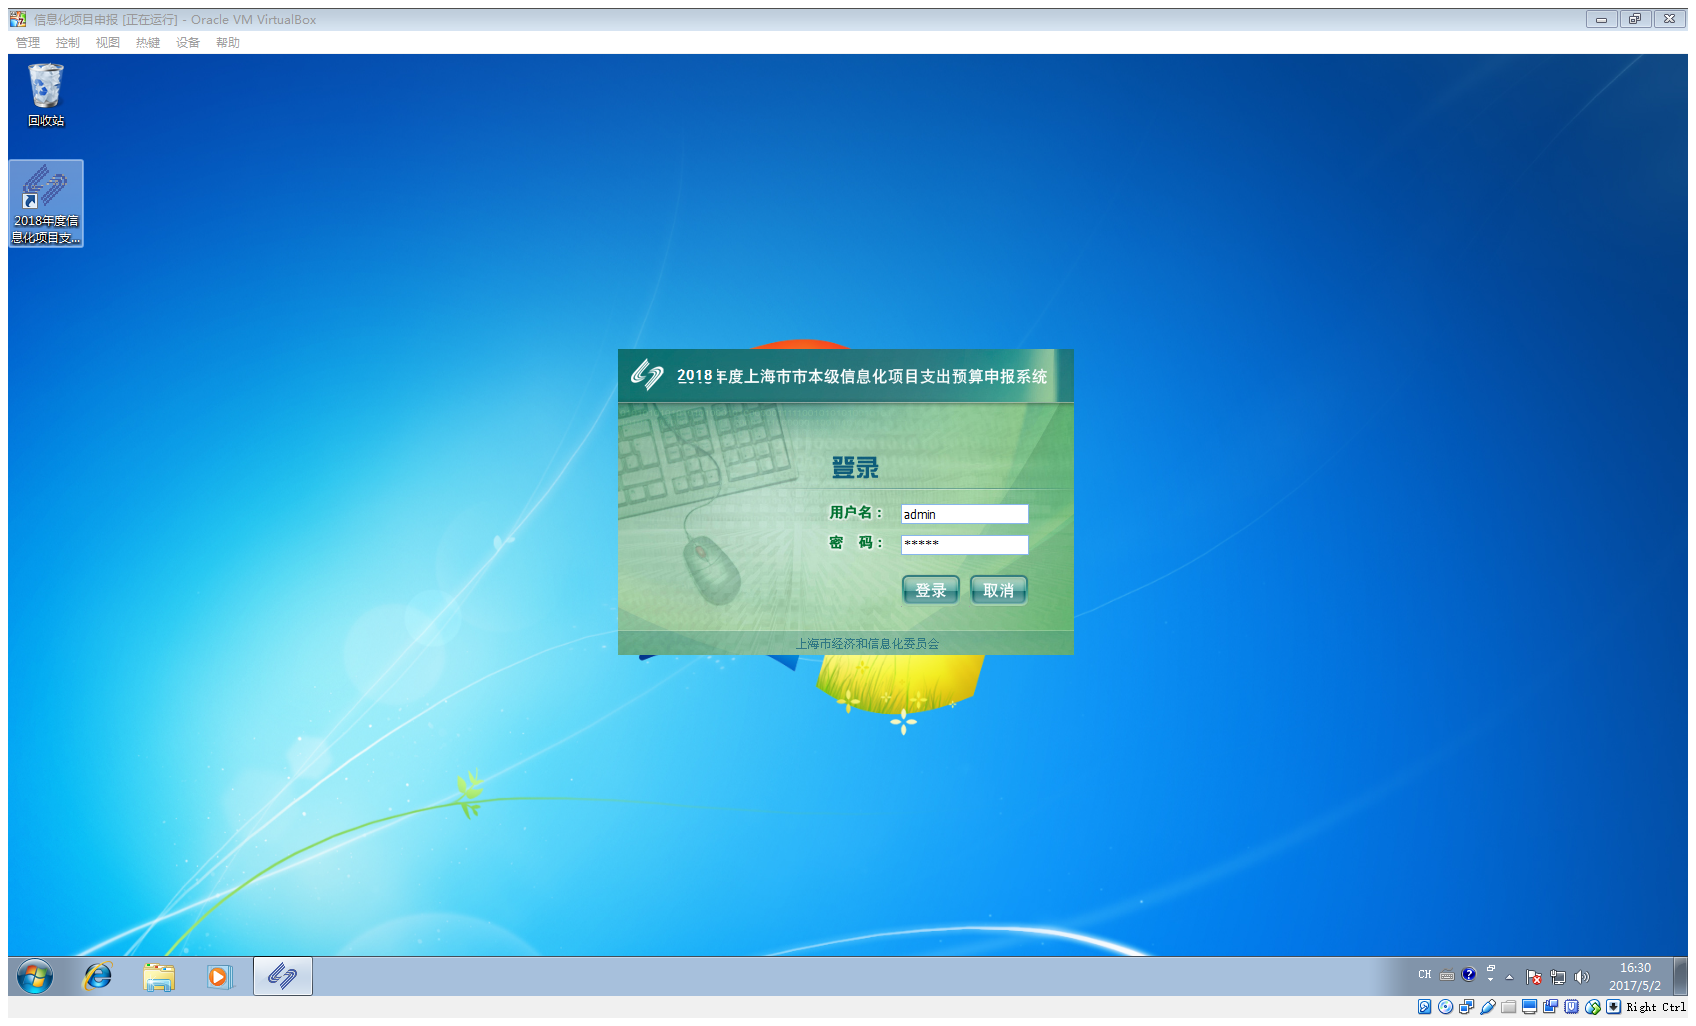 信息化项目申报 [正在运行] - Oracle VM VirtualBox
管理 控制 视图 热键 设备 帮助
回收站
2018年度信
息化项目支...
2018年度上海市市本级信息化项目支出预算申报系统
登录
用户名： admin
密 码： *****
登录 取消
上海市经济和信息化委员会
CH
16:30
2017/5/2
Right Ctrl